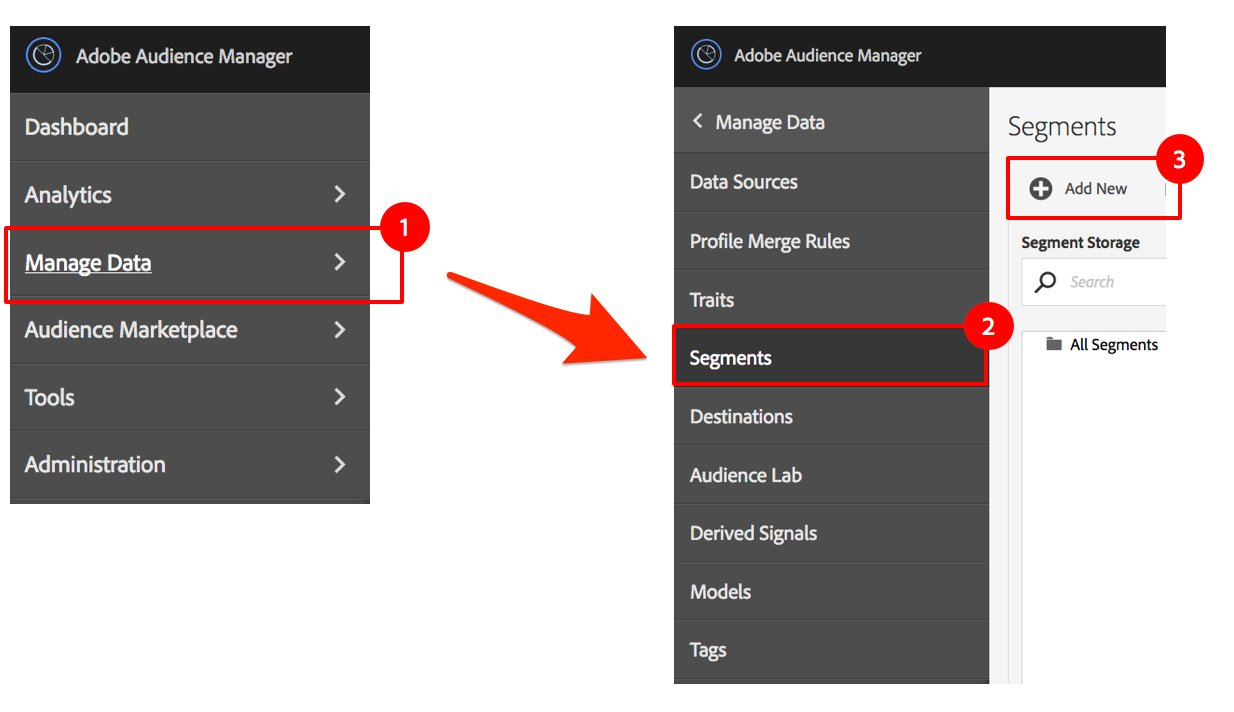 Adobe Audience Manager
Dashboard
Analytics
Manage Data
1
Audience Marketplace
Tools
Administration
Adobe Audience Manager
Manage Data
Data Sources
Profile Merge Rules
Traits
Segments
2
Destinations
Audience Lab
Derived Signals
Models
Tags
Segments
3
Add New
Segment Storage
Search
All Segments